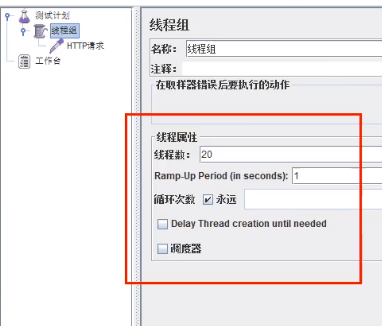 测试计划
线程组
HTTP请求
工作台
线程组
名称： 线程组
注释：
在取样器错误后要执行的动作
线程属性
线程数： 20
Ramp-Up Period (in seconds): 1
循环次数 永远
Delay Thread creation until needed
调度器